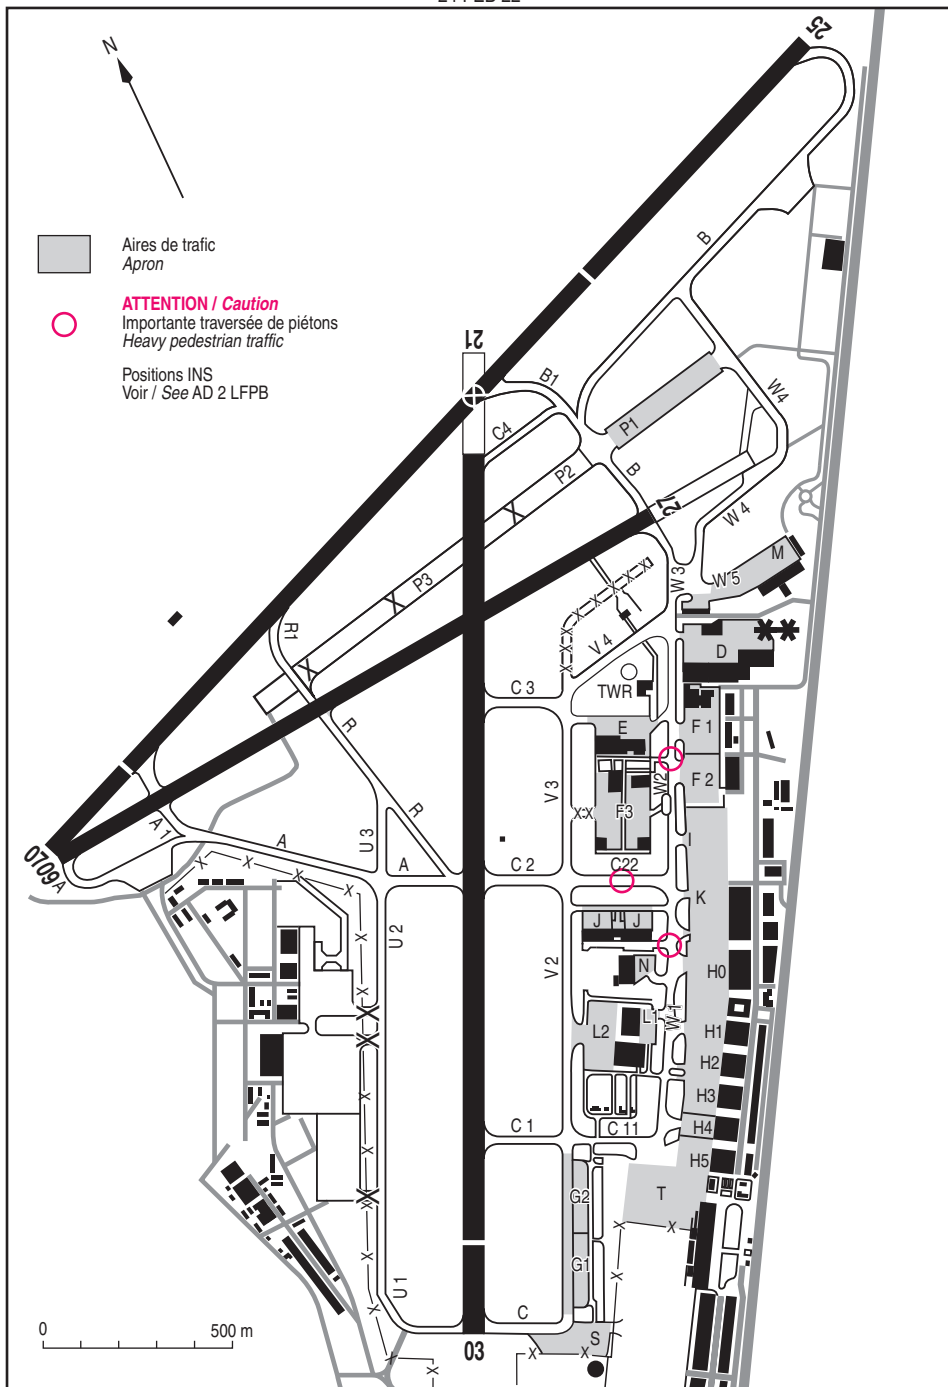 25
N
Aires de trafic
Apron
ATTENTION / Caution
Importante traversée de piétons
Heavy pedestrian traffic
Positions INS
Voir / See AD 2 LFPB
21
B
B1
W4
P1
C4
P2
B
27
W 4
P3
M
W 3
W 5
R1
V 4
D
TWR
C 3
E
F 1
R
W2
F 2
V 3
F3
R
A 1
A
U 3
I
0709
A
A
C 2
C22
K
J
J
U 2
V 2
N
H0
L1
W-I
L2
H1
H2
H3
C 1
C 11
H4
H5
T
G2
G1
U 1
C
S
0
500 m
03